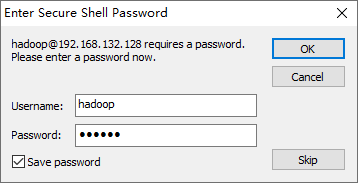 Enter Secure Shell Password
hadoop@192.168.132.128 requires a password.
Please enter a password now.
OK
Cancel
Username: hadoop
Password: ●●●●●●
Save password
Skip